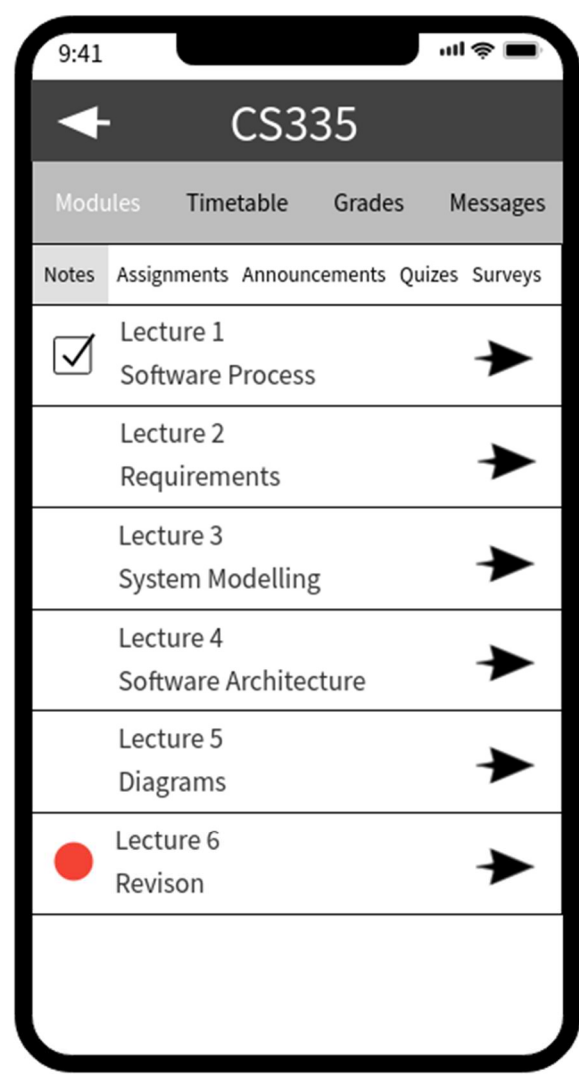 9:41
CS335
Modules Timetable Grades Messages
Notes Assignments Announcements Quizes Surveys
Lecture 1
Software Process
Lecture 2
Requirements
Lecture 3
System Modelling
Lecture 4
Software Architecture
Lecture 5
Diagrams
Lecture 6
Revison